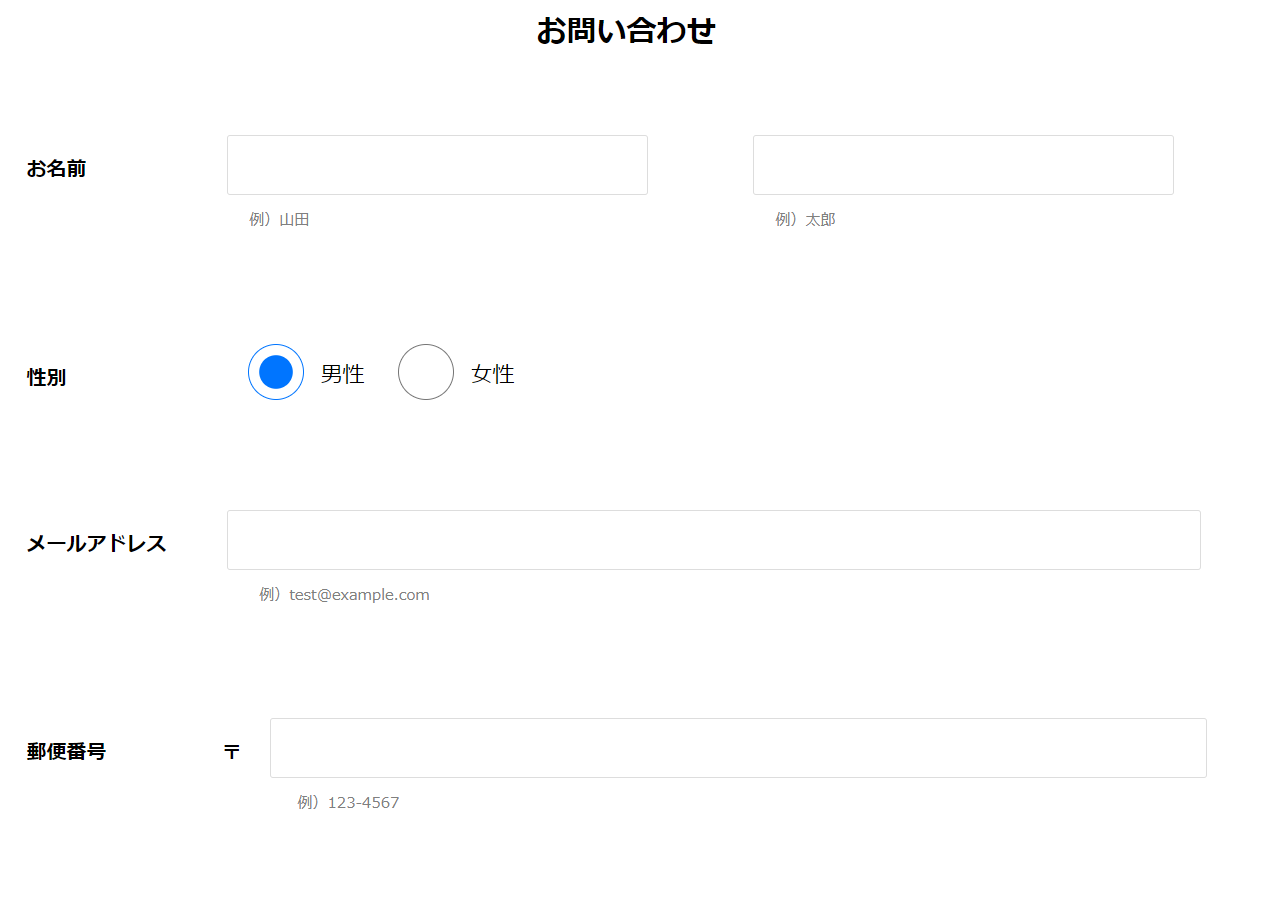 お問い合わせ
お名前
例）山田
例）太郎
性別
男性
女性
メールアドレス
例）test@example.com
郵便番号
〒
例）123-4567